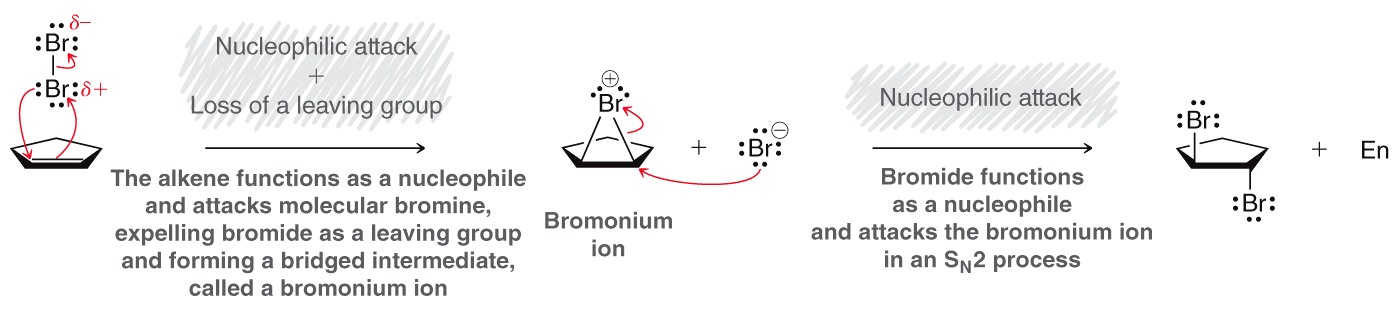 :Br: δ−
:Br: δ+
Nucleophilic attack
+
Loss of a leaving group
The alkene functions as a nucleophile
and attacks molecular bromine,
expelling bromide as a leaving group
and forming a bridged intermediate,
called a bromonium ion
Br +
Bromonium
ion
+
:Br: −
Nucleophilic attack
Bromide functions
as a nucleophile
and attacks the bromonium ion
in an SN2 process
:Br:
:Br:
+ En